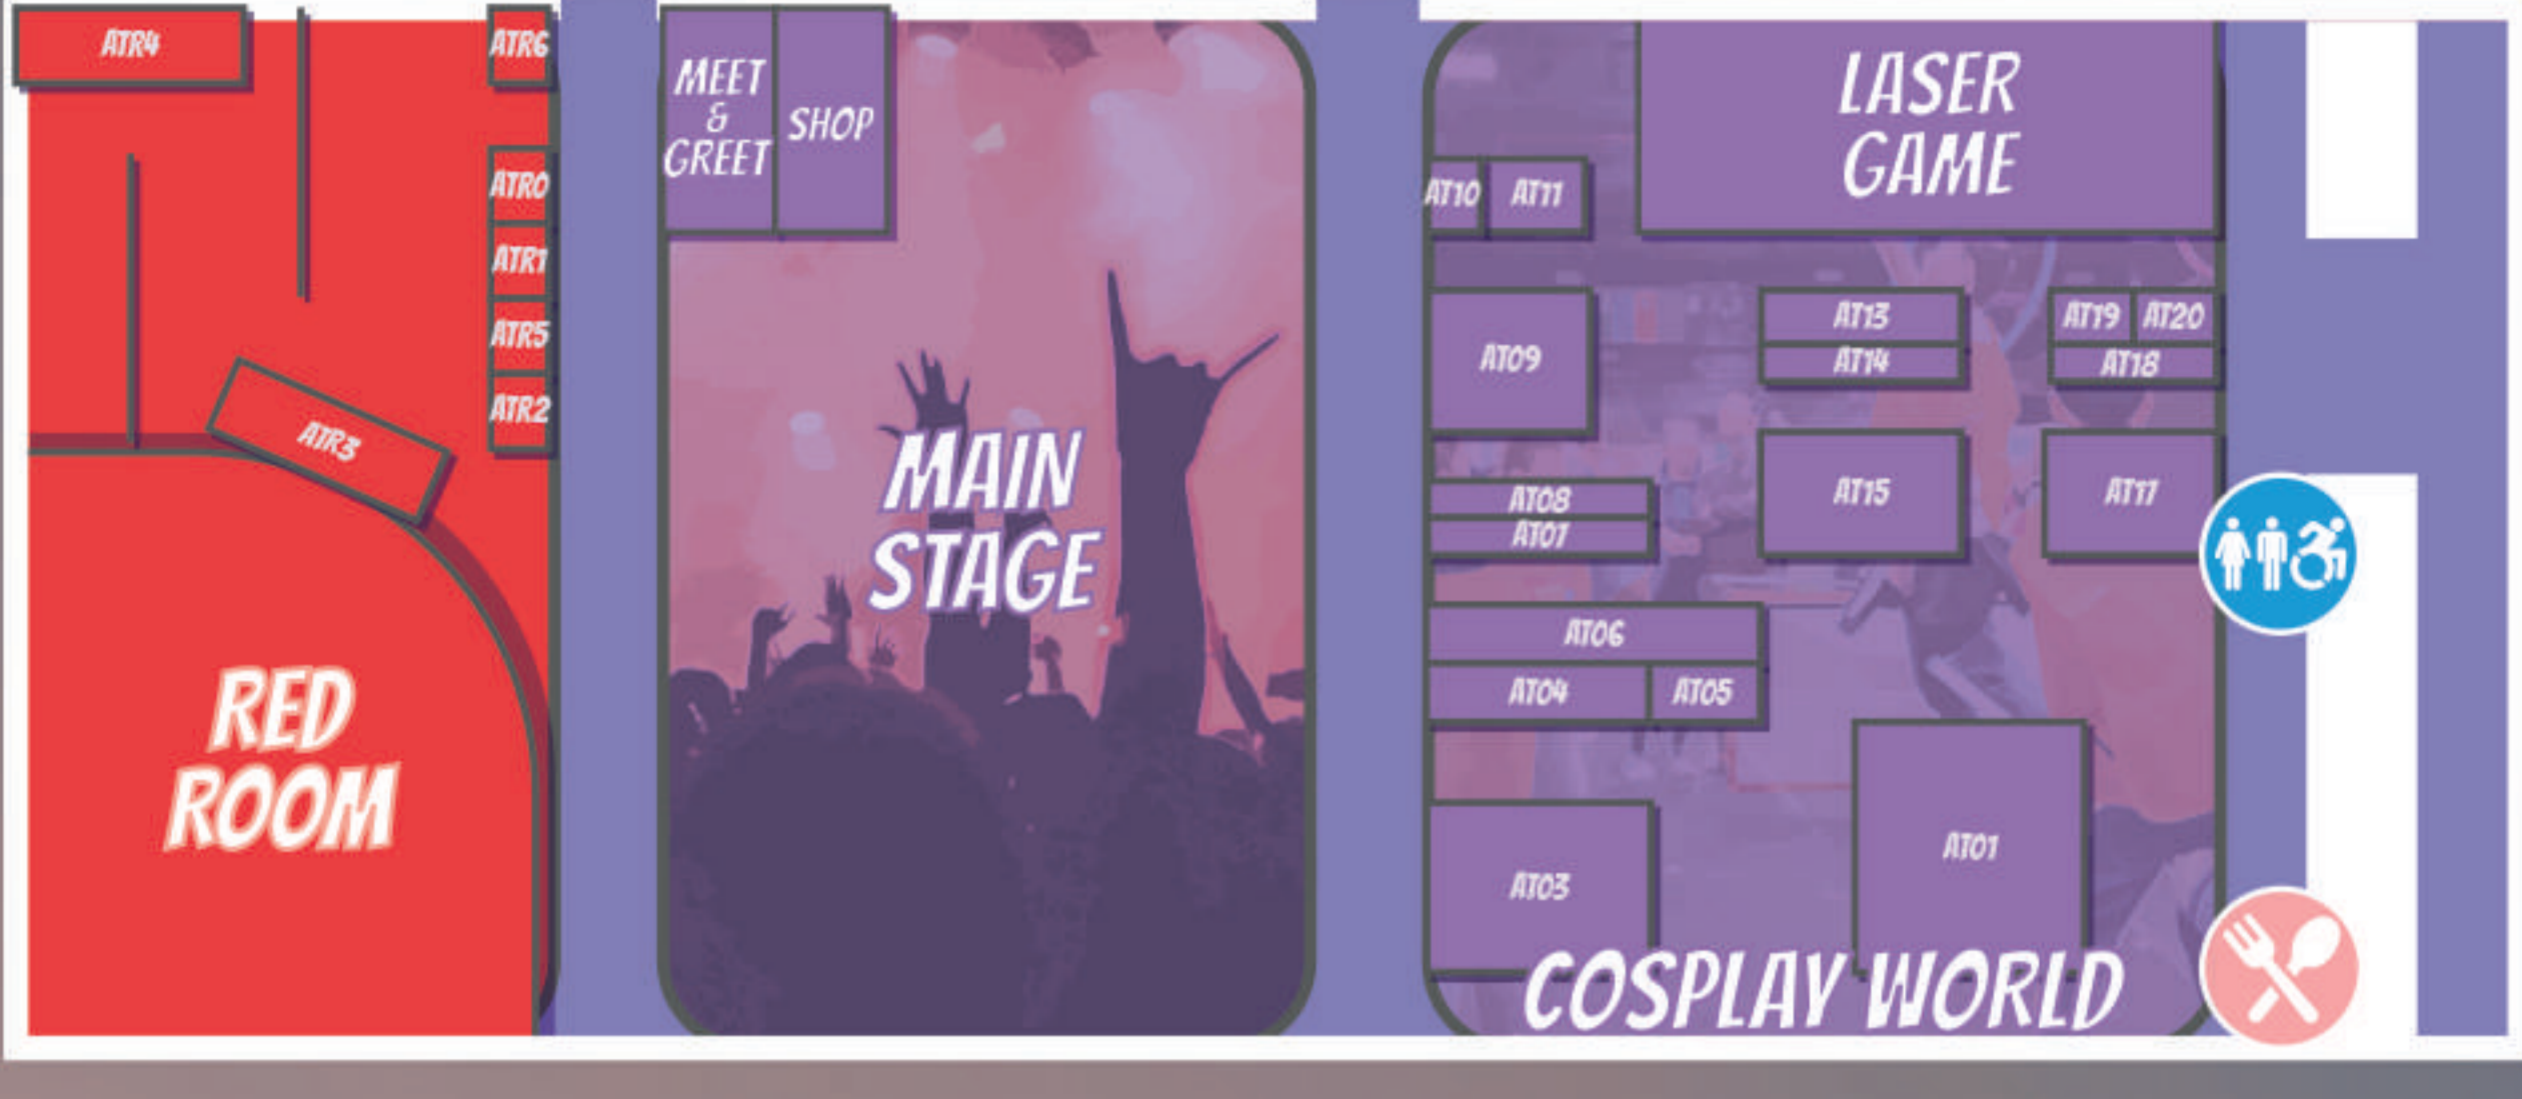 ATR4
ATR6
ATR0
ATR1
ATR5
ATR2
ATR3
RED
ROOM
MEET
&
GREET
SHOP
MAIN
STAGE
LASER
GAME
AT10
AT11
AT09
AT13
AT14
AT19
AT20
AT18
AT08
AT07
AT15
AT17
AT06
AT04
AT05
AT03
AT01
COSPLAY WORLD